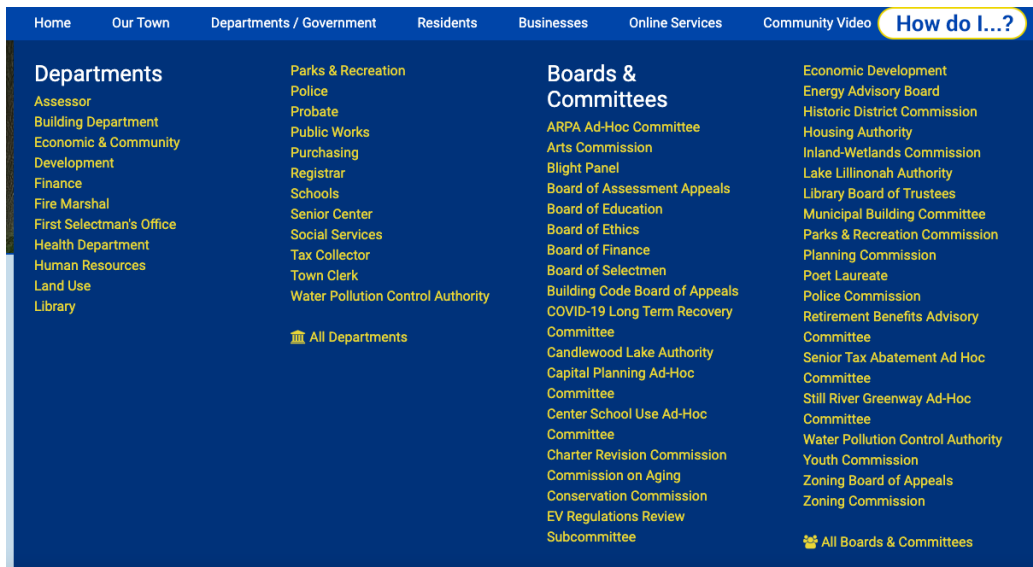 Home Our Town Departments / Government Residents Businesses Online Services Community Video How do I...?
Departments
Assessor
Building Department
Economic & Community
Development
Finance
Fire Marshal
First Selectman's Office
Health Department
Human Resources
Land Use
Library
Parks & Recreation
Police
Probate
Public Works
Purchasing
Registrar
Schools
Senior Center
Social Services
Tax Collector
Town Clerk
Water Pollution Control Authority
All Departments
Boards &
Committees
ARPA Ad-Hoc Committee
Arts Commission
Blight Panel
Board of Assessment Appeals
Board of Education
Board of Ethics
Board of Finance
Board of Selectmen
Building Code Board of Appeals
COVID-19 Long Term Recovery
Committee
Candlewood Lake Authority
Capital Planning Ad-Hoc
Committee
Center School Use Ad-Hoc
Committee
Charter Revision Commission
Commission on Aging
Conservation Commission
EV Regulations Review
Subcommittee
Economic Development
Energy Advisory Board
Historic District Commission
Housing Authority
Inland-Wetlands Commission
Lake Lillinonah Authority
Library Board of Trustees
Municipal Building Committee
Parks & Recreation Commission
Planning Commission
Poet Laureate
Police Commission
Retirement Benefits Advisory
Committee
Senior Tax Abatement Ad Hoc
Committee
Still River Greenway Ad-Hoc
Committee
Water Pollution Control Authority
Youth Commission
Zoning Board of Appeals
Zoning Commission
All Boards & Committees